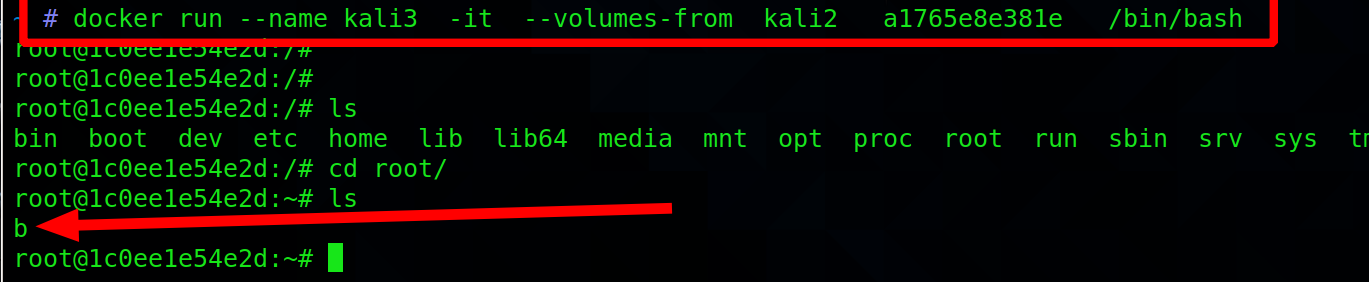 ~ # docker run --name kali3  -it  --volumes-from  kali2   a1765e8e381e   /bin/bash
root@1c0ee1e54e2d:/#
root@1c0ee1e54e2d:/#
root@1c0ee1e54e2d:/# ls
bin  boot  dev  etc  home  lib  lib64  media  mnt  opt  proc  root  run  sbin  srv  sys
root@1c0ee1e54e2d:/# cd root/
root@1c0ee1e54e2d:~# ls
b
root@1c0ee1e54e2d:~#